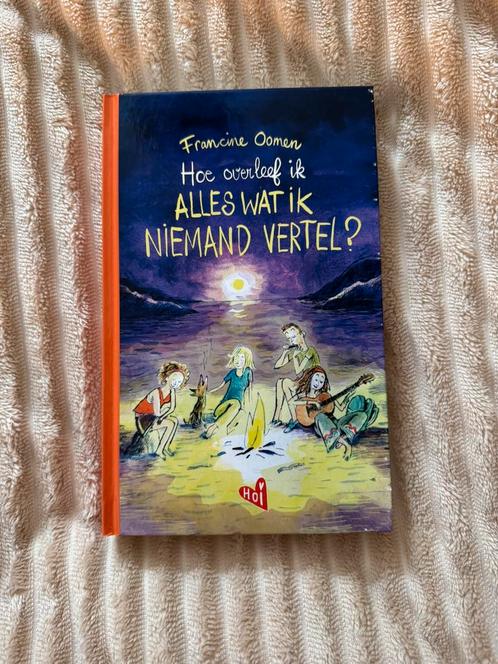 Francine Oomen
Hoe overleef ik
ALLES WAT IK
NIEMAND VERTEL?
HOI